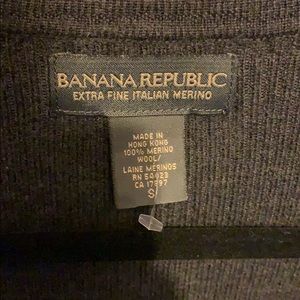 BANANA REPUBLIC
EXTRA FINE ITALIAN MERINO
MADE IN
HONG KONG
100% MERINO
WOOL/
LAINE MERINOS
RN 54023
CA 17897
S